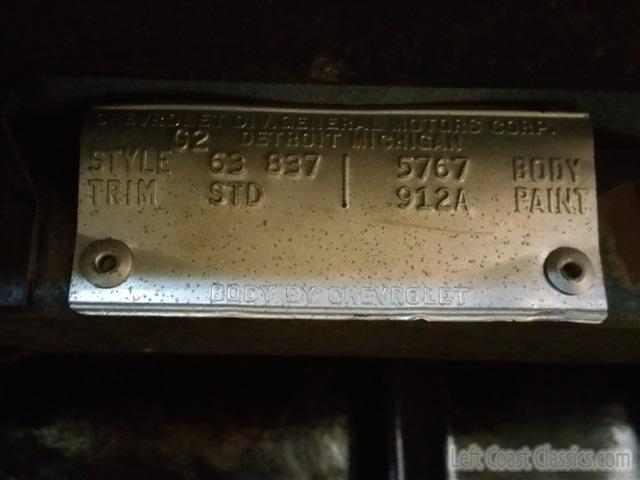 CHEVROLET DIV. GENERAL MOTORS CORP.
G2 DETROIT MICHIGAN
STYLE 63 837 | 5767 BODY
TRIM STD | 912A PAINT
BODY BY CHEVROLET
Left Coast Classics.com